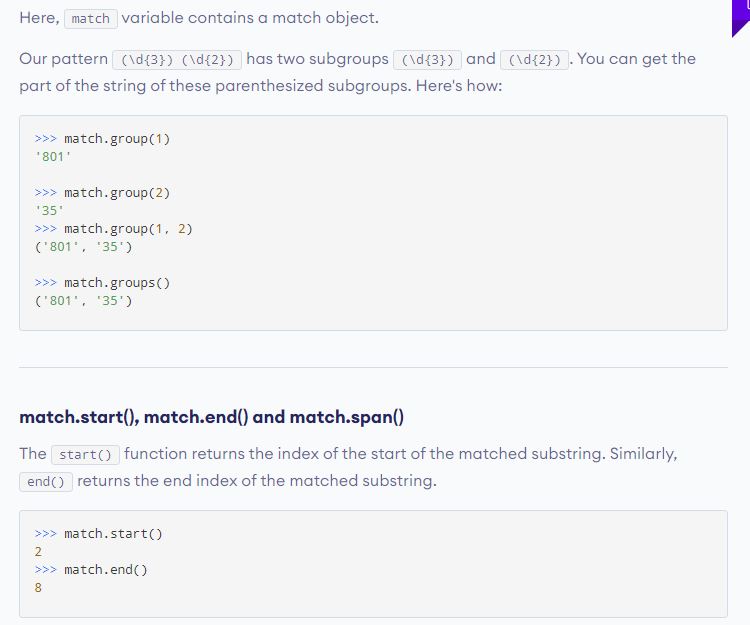 Here, match variable contains a match object.
Our pattern (\d{3}) (\d{2}) has two subgroups (\d{3}) and (\d{2}). You can get the
part of the string of these parenthesized subgroups. Here's how:
>>> match.group(1)
'801'
>>> match.group(2)
'35'
>>> match.group(1, 2)
('801', '35')
>>> match.groups()
('801', '35')
match.start(), match.end() and match.span()
The start() function returns the index of the start of the matched substring. Similarly,
end() returns the end index of the matched substring.
>>> match.start()
2
>>> match.end()
8